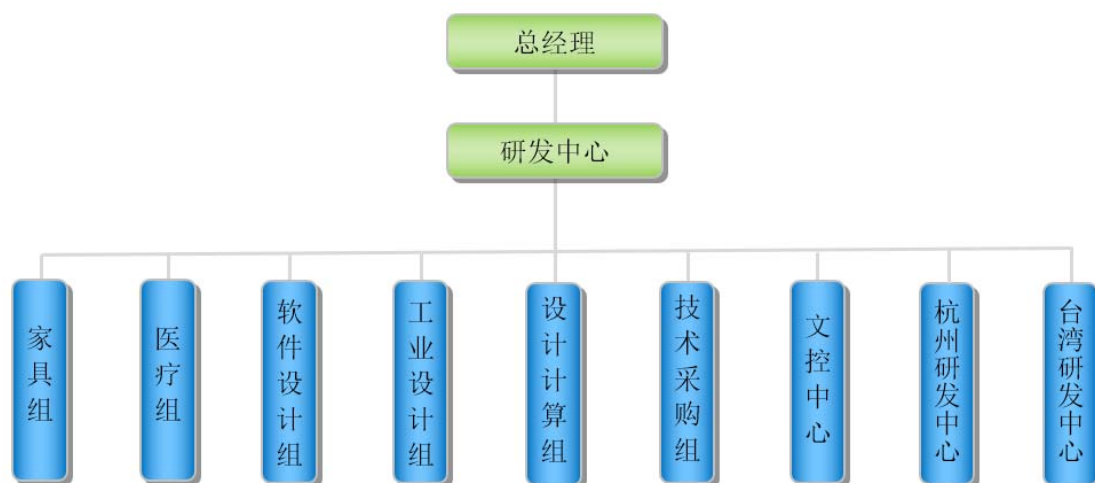 总经理
研发中心
家具组
医疗组
软件设计组
工业设计组
设计计算组
技术采购组
文控中心
杭州研发中心
台湾研发中心